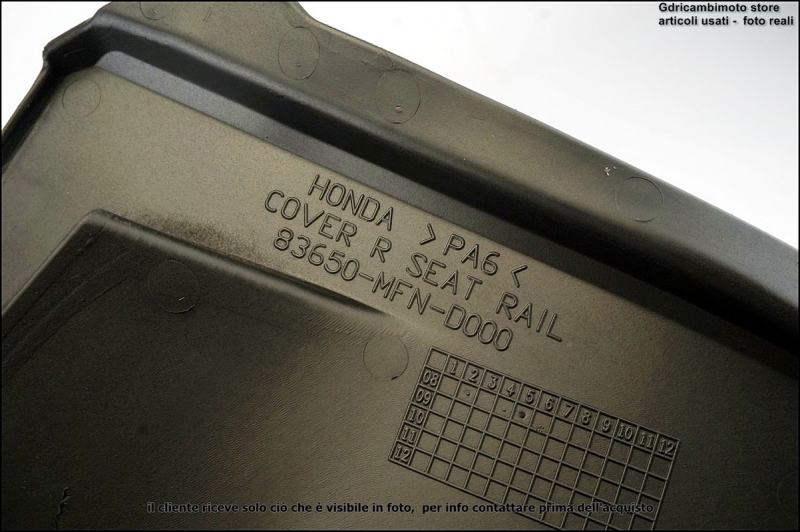 Gdricambimoto store
articoli usati - foto reali
HONDA >PA6<
COVER R SEAT RAIL
83650-MFN-D000
1 2 3 4 5 6 7 8 9 10 11 12
08
09
10
11
12
il cliente riceve solo ciò che è visibile in foto, per info contattare prima dell'acquisto